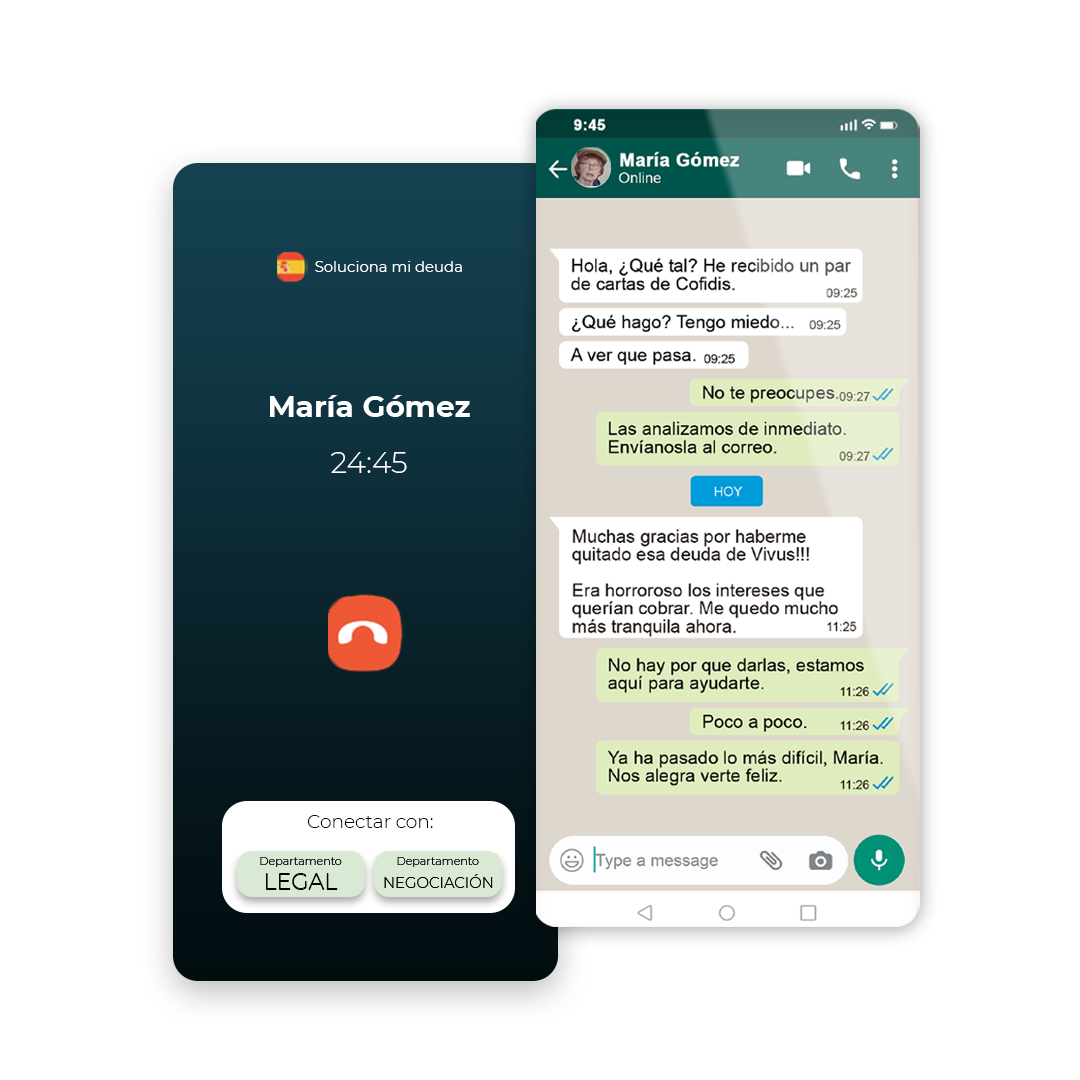 Soluciona mi deuda
María Gómez
24:45
Conectar con:
Departamento
LEGAL
Departamento
NEGOCIACIÓN
9:45
María Gómez
Online
Hola, ¿Qué tal? He recibido un par
de cartas de Cofidis.
09:25
¿Qué hago? Tengo miedo... 09:25
A ver que pasa. 09:25
No te preocupes. 09:27
Las analizamos de inmediato.
Envíanosla al correo.
09:27
HOY
Muchas gracias por haberme
quitado esa deuda de Vivus!!!
Era horroroso los intereses que
querían cobrar. Me quedo mucho
más tranquila ahora. 11:25
No hay por que darlas, estamos
aquí para ayudarte.
11:26
Poco a poco. 11:26
Ya ha pasado lo más difícil, María.
Nos alegra verte feliz.
11:26
Type a message